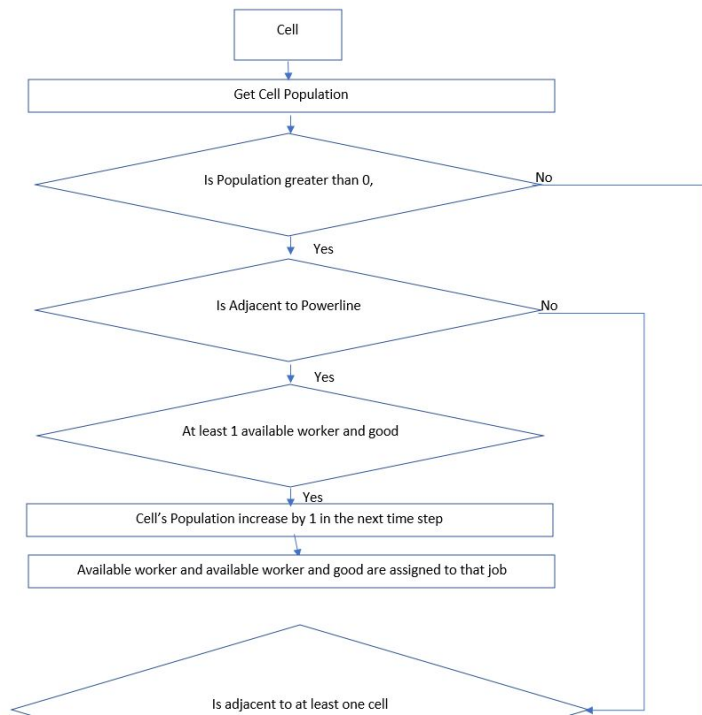 Cell
Get Cell Population
Is Population greater than 0,
No
Yes
Is Adjacent to Powerline
No
Yes
At least 1 available worker and good
Yes
Cell’s Population increase by 1 in the next time step
Available worker and available worker and good are assigned to that job
Is adjacent to at least one cell